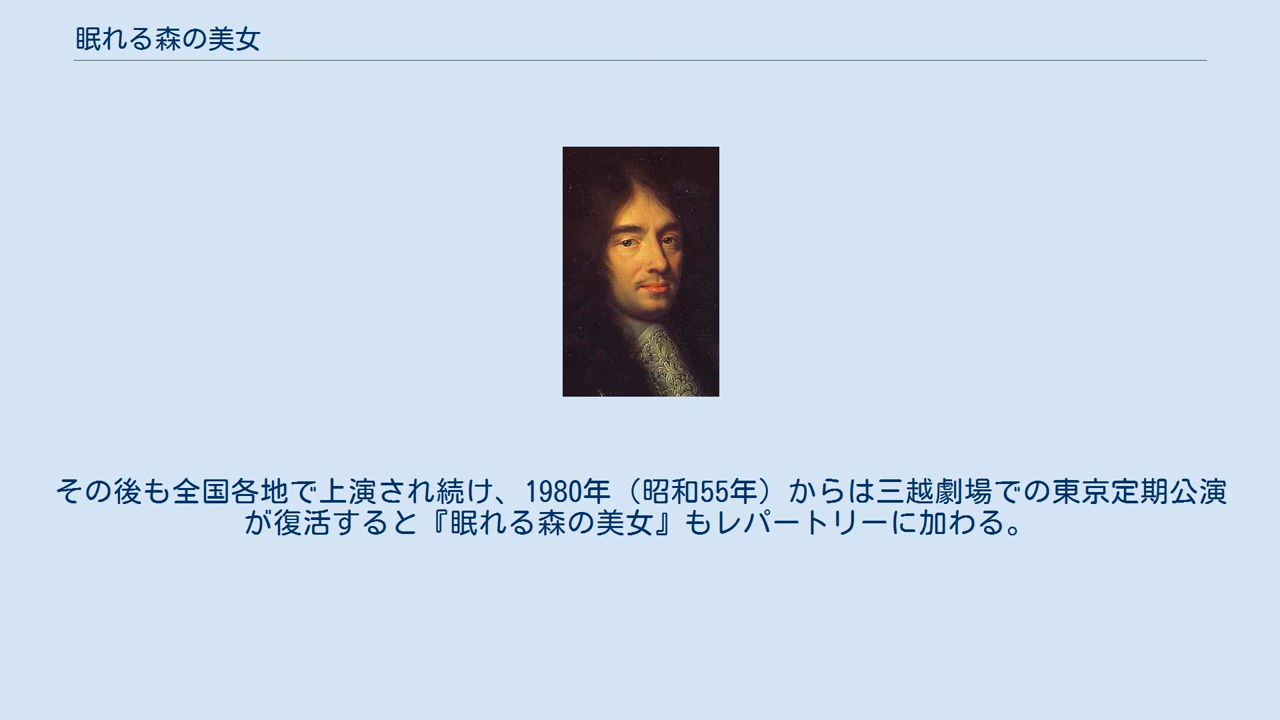 眠れる森の美女
その後も全国各地で上演され続け、1980年（昭和55年）からは三越劇場での東京定期公演
が復活すると『眠れる森の美女』もレパートリーに加わる。